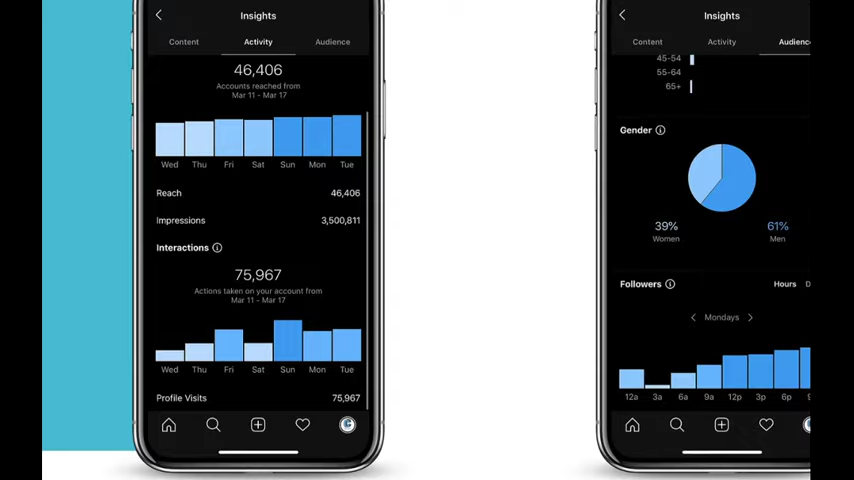 Insights
Content Activity Audience
46,406
Accounts reached from
Mar 11 - Mar 17
Wed Thu Fri Sat Sun Mon Tue
Reach 46,406
Impressions 3,500,811
Interactions
75,967
Actions taken on your account from
Mar 11 - Mar 17
Wed Thu Fri Sat Sun Mon Tue
Profile Visits 75,967
Insights
Content Activity Audienc
45-54
55-64
65+
Gender
39% 61%
Women Men
Followers Hours D
Mondays
12a 3a 6a 9a 12p 3p 6p